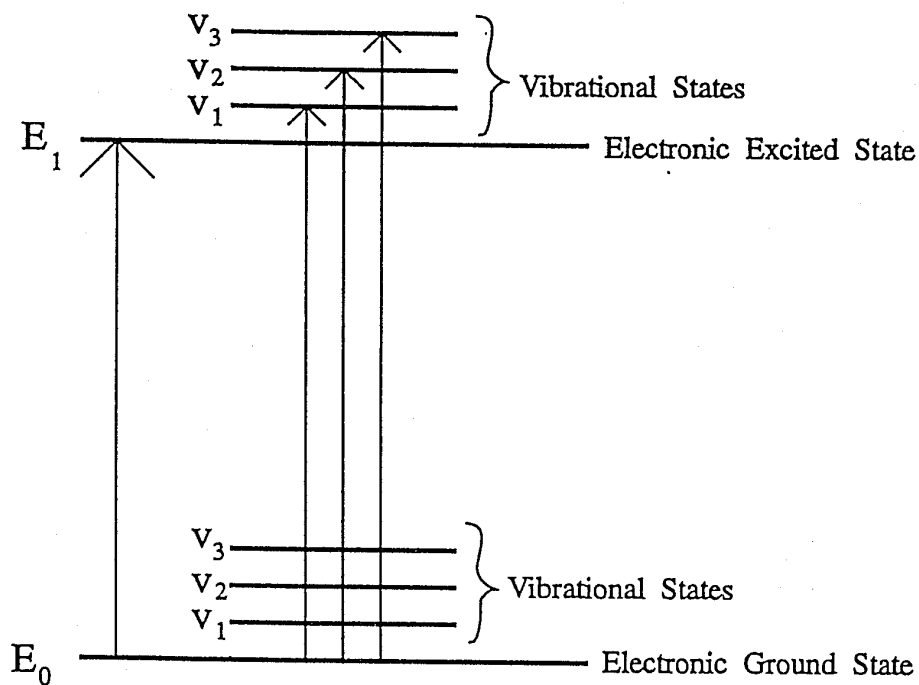 v3
v2
v1
Vibrational States
E1
Electronic Excited State
v3
v2
v1
Vibrational States
E0
Electronic Ground State